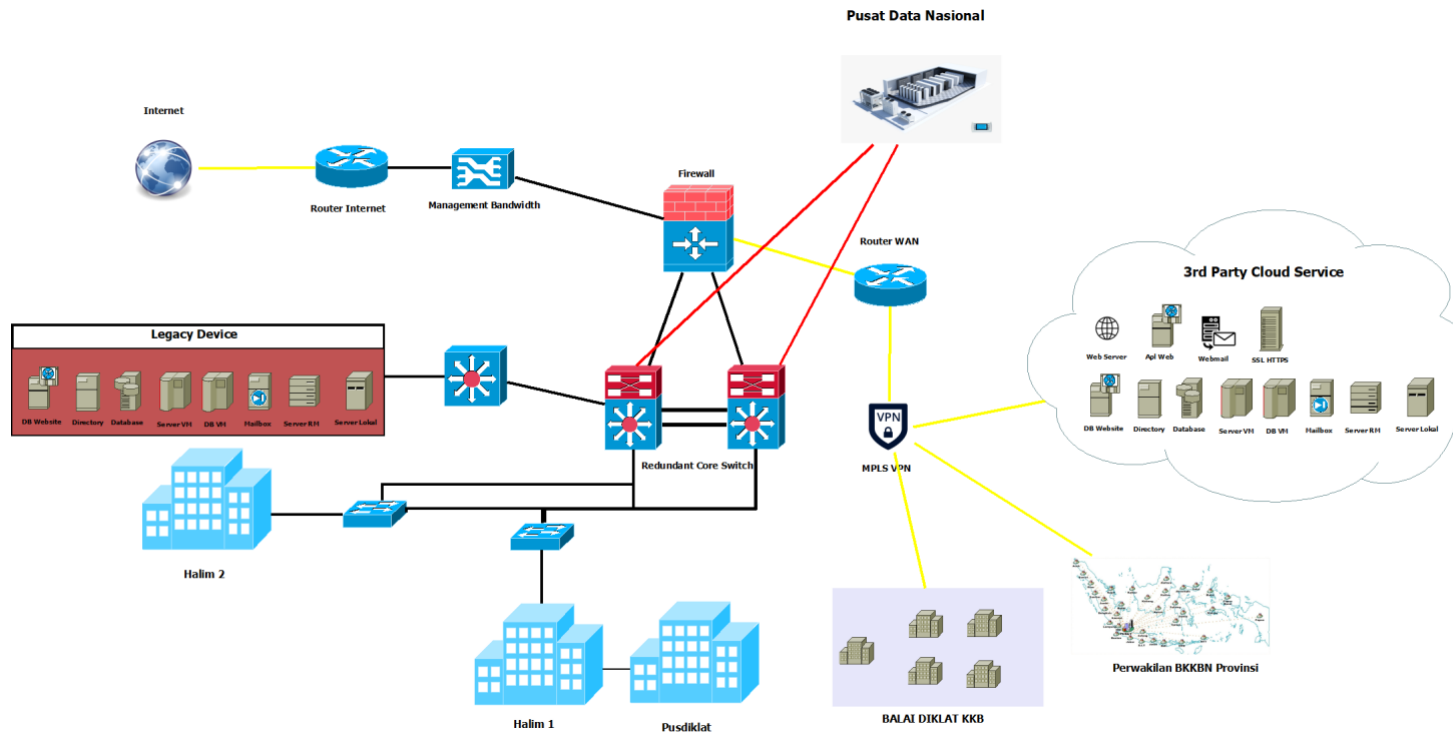 Pusat Data Nasional
Internet
Router Internet
Management Bandwidth
Firewall
Router WAN
3rd Party Cloud Service
Web Server
Apl Web
Webmail
SSL HTTPS
DB Website
Directory
Database
Server VM
DB VM
Mailbox
Server RM
Server Lokal
Legacy Device
DB Website
Directory
Database
Server VM
DB VM
Mailbox
Server RM
Server Lokal
Redundant Core Switch
VPN
MPLS VPN
Halim 2
Halim 1
Pusdiklat
BALAI DIKLAT KKB
Perwakilan BKKBN Provinsi